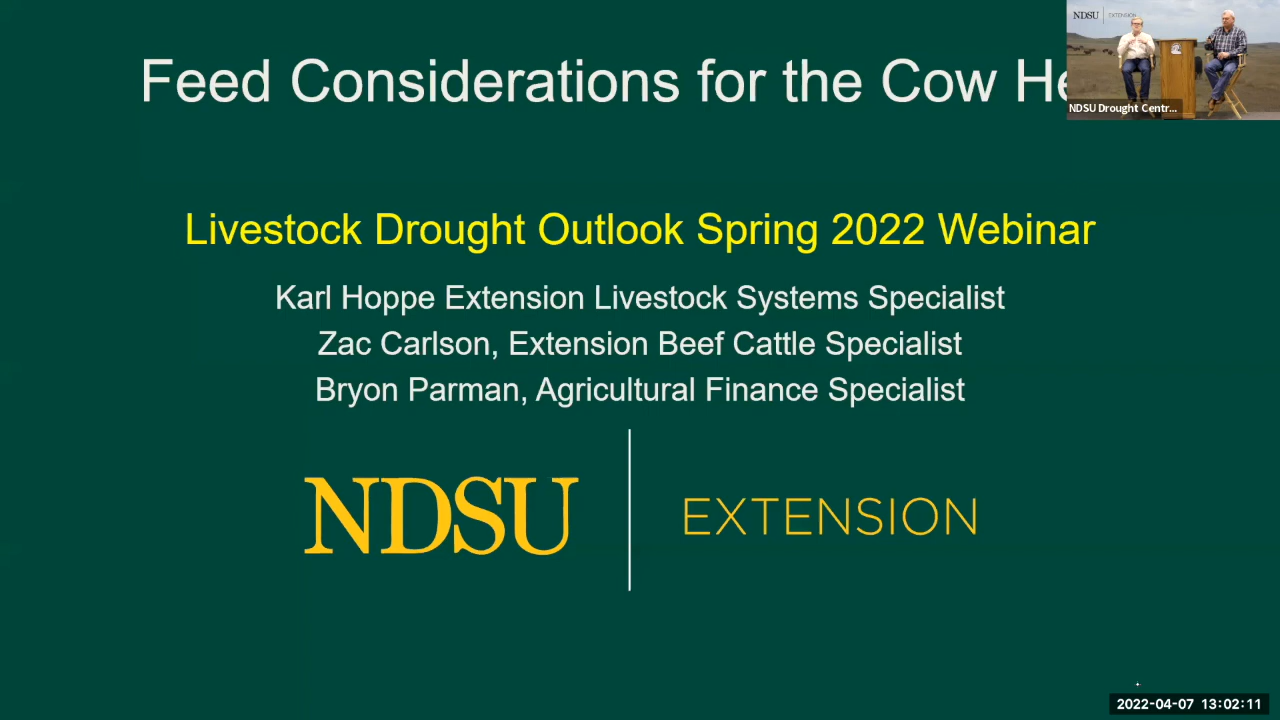 Feed Considerations for the Cow
NDSU EXTENSION
NDSU Drought Centr...
Livestock Drought Outlook Spring 2022 Webinar
Karl Hoppe Extension Livestock Systems Specialist
Zac Carlson, Extension Beef Cattle Specialist
Bryon Parman, Agricultural Finance Specialist
NDSU EXTENSION
2022-04-07 13:02:11